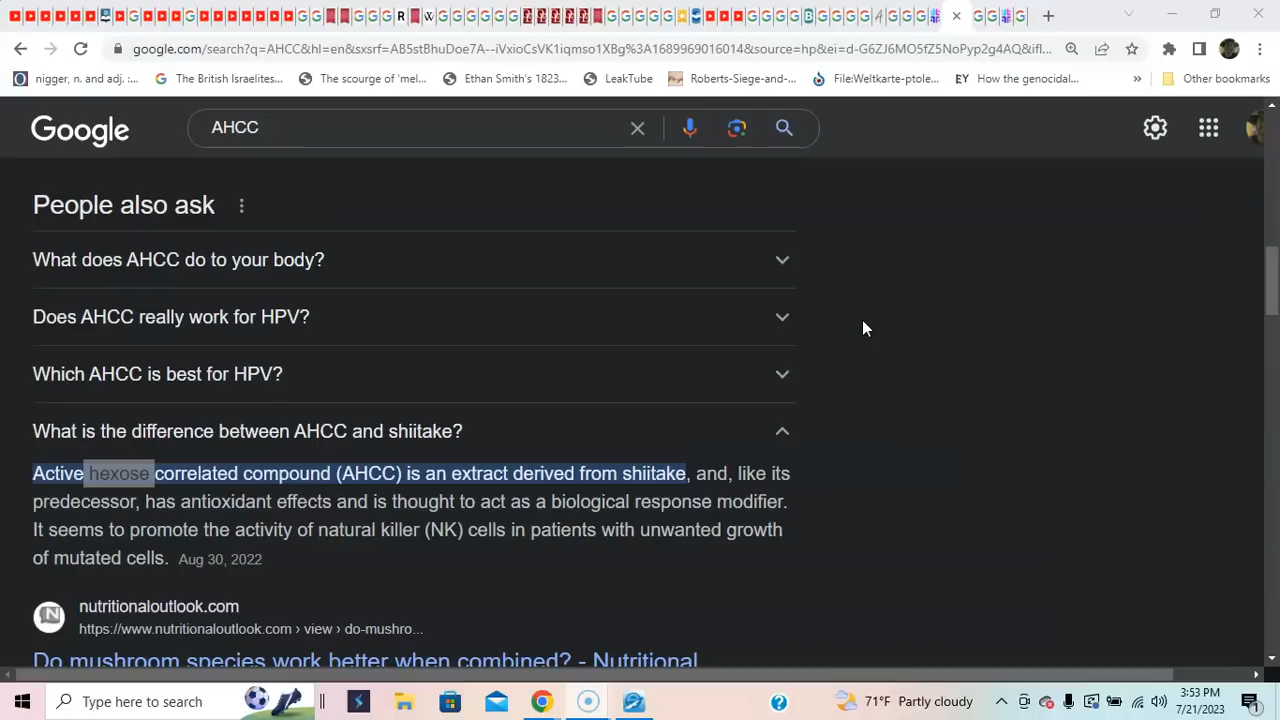 google.com/search?q=AHCC&hl=en&sxsrf=AB5stBhuDoe7A--iVxioCsVK1iqmso1XBg%3A1689969016014&source=hp&ei=d-G6ZJ6MO5fZ5NoPyp2g4AQ&ifl...
nigger, n. and adj. :... The British Israelites... The scourge of 'mel... Ethan Smith's 1823... LeakTube Roberts-Siege-and-... File:Weltkarte-ptole... EY How the genocidal... » Other bookmarks
Google AHCC
People also ask
What does AHCC do to your body?
Does AHCC really work for HPV?
Which AHCC is best for HPV?
What is the difference between AHCC and shiitake?
Active hexose correlated compound (AHCC) is an extract derived from shiitake, and, like its
predecessor, has antioxidant effects and is thought to act as a biological response modifier.
It seems to promote the activity of natural killer (NK) cells in patients with unwanted growth
of mutated cells. Aug 30, 2022
nutritionaloutlook.com
https://www.nutritionaloutlook.com › view › do-mushro...
Do mushroom species work better when combined? - Nutritional
Type here to search
71°F Partly cloudy
3:53 PM
7/21/2023